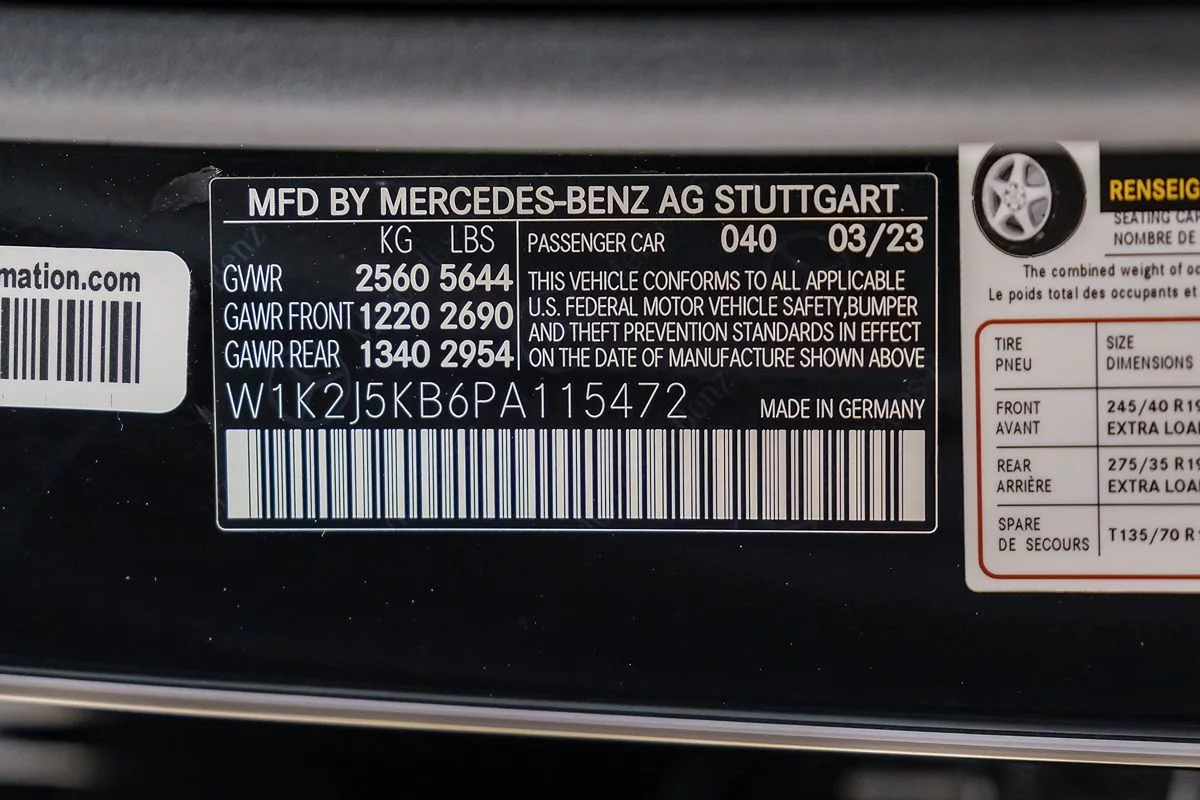 MFD BY MERCEDES-BENZ AG STUTTGART
KG LBS
GVWR 2560 5644
GAWR FRONT 1220 2690
GAWR REAR 1340 2954
PASSENGER CAR 040 03/23
THIS VEHICLE CONFORMS TO ALL APPLICABLE
U.S. FEDERAL MOTOR VEHICLE SAFETY,BUMPER
AND THEFT PREVENTION STANDARDS IN EFFECT
ON THE DATE OF MANUFACTURE SHOWN ABOVE
W1K2J5KB6PA115472
MADE IN GERMANY
mation.com
RENSEIG
SEATING CA
NOMBRE DE
The combined weight of oc
Le poids total des occupants et
TIRE SIZE
PNEU DIMENSIONS
FRONT 245/40 R19
AVANT EXTRA LOA
REAR 275/35 R19
ARRIÈRE EXTRA LOA
SPARE
DE SECOURS T135/70 R